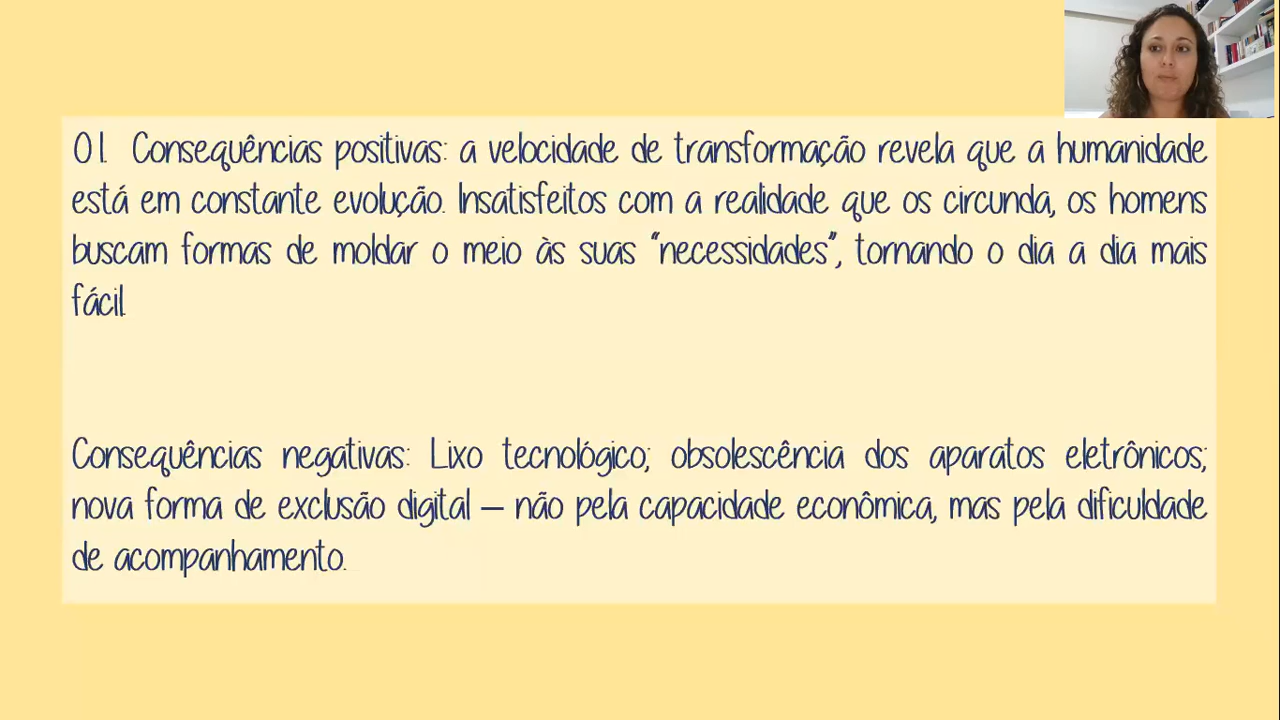 01. Consequências positivas: a velocidade de transformação revela que a humanidade
está em constante evolução. Insatisfeitos com a realidade que os circunda, os homens
buscam formas de moldar o meio às suas “necessidades”, tornando o dia a dia mais
fácil.
Consequências negativas: Lixo tecnológico; obsolescência dos aparatos eletrônicos;
nova forma de exclusão digital – não pela capacidade econômica, mas pela dificuldade
de acompanhamento.